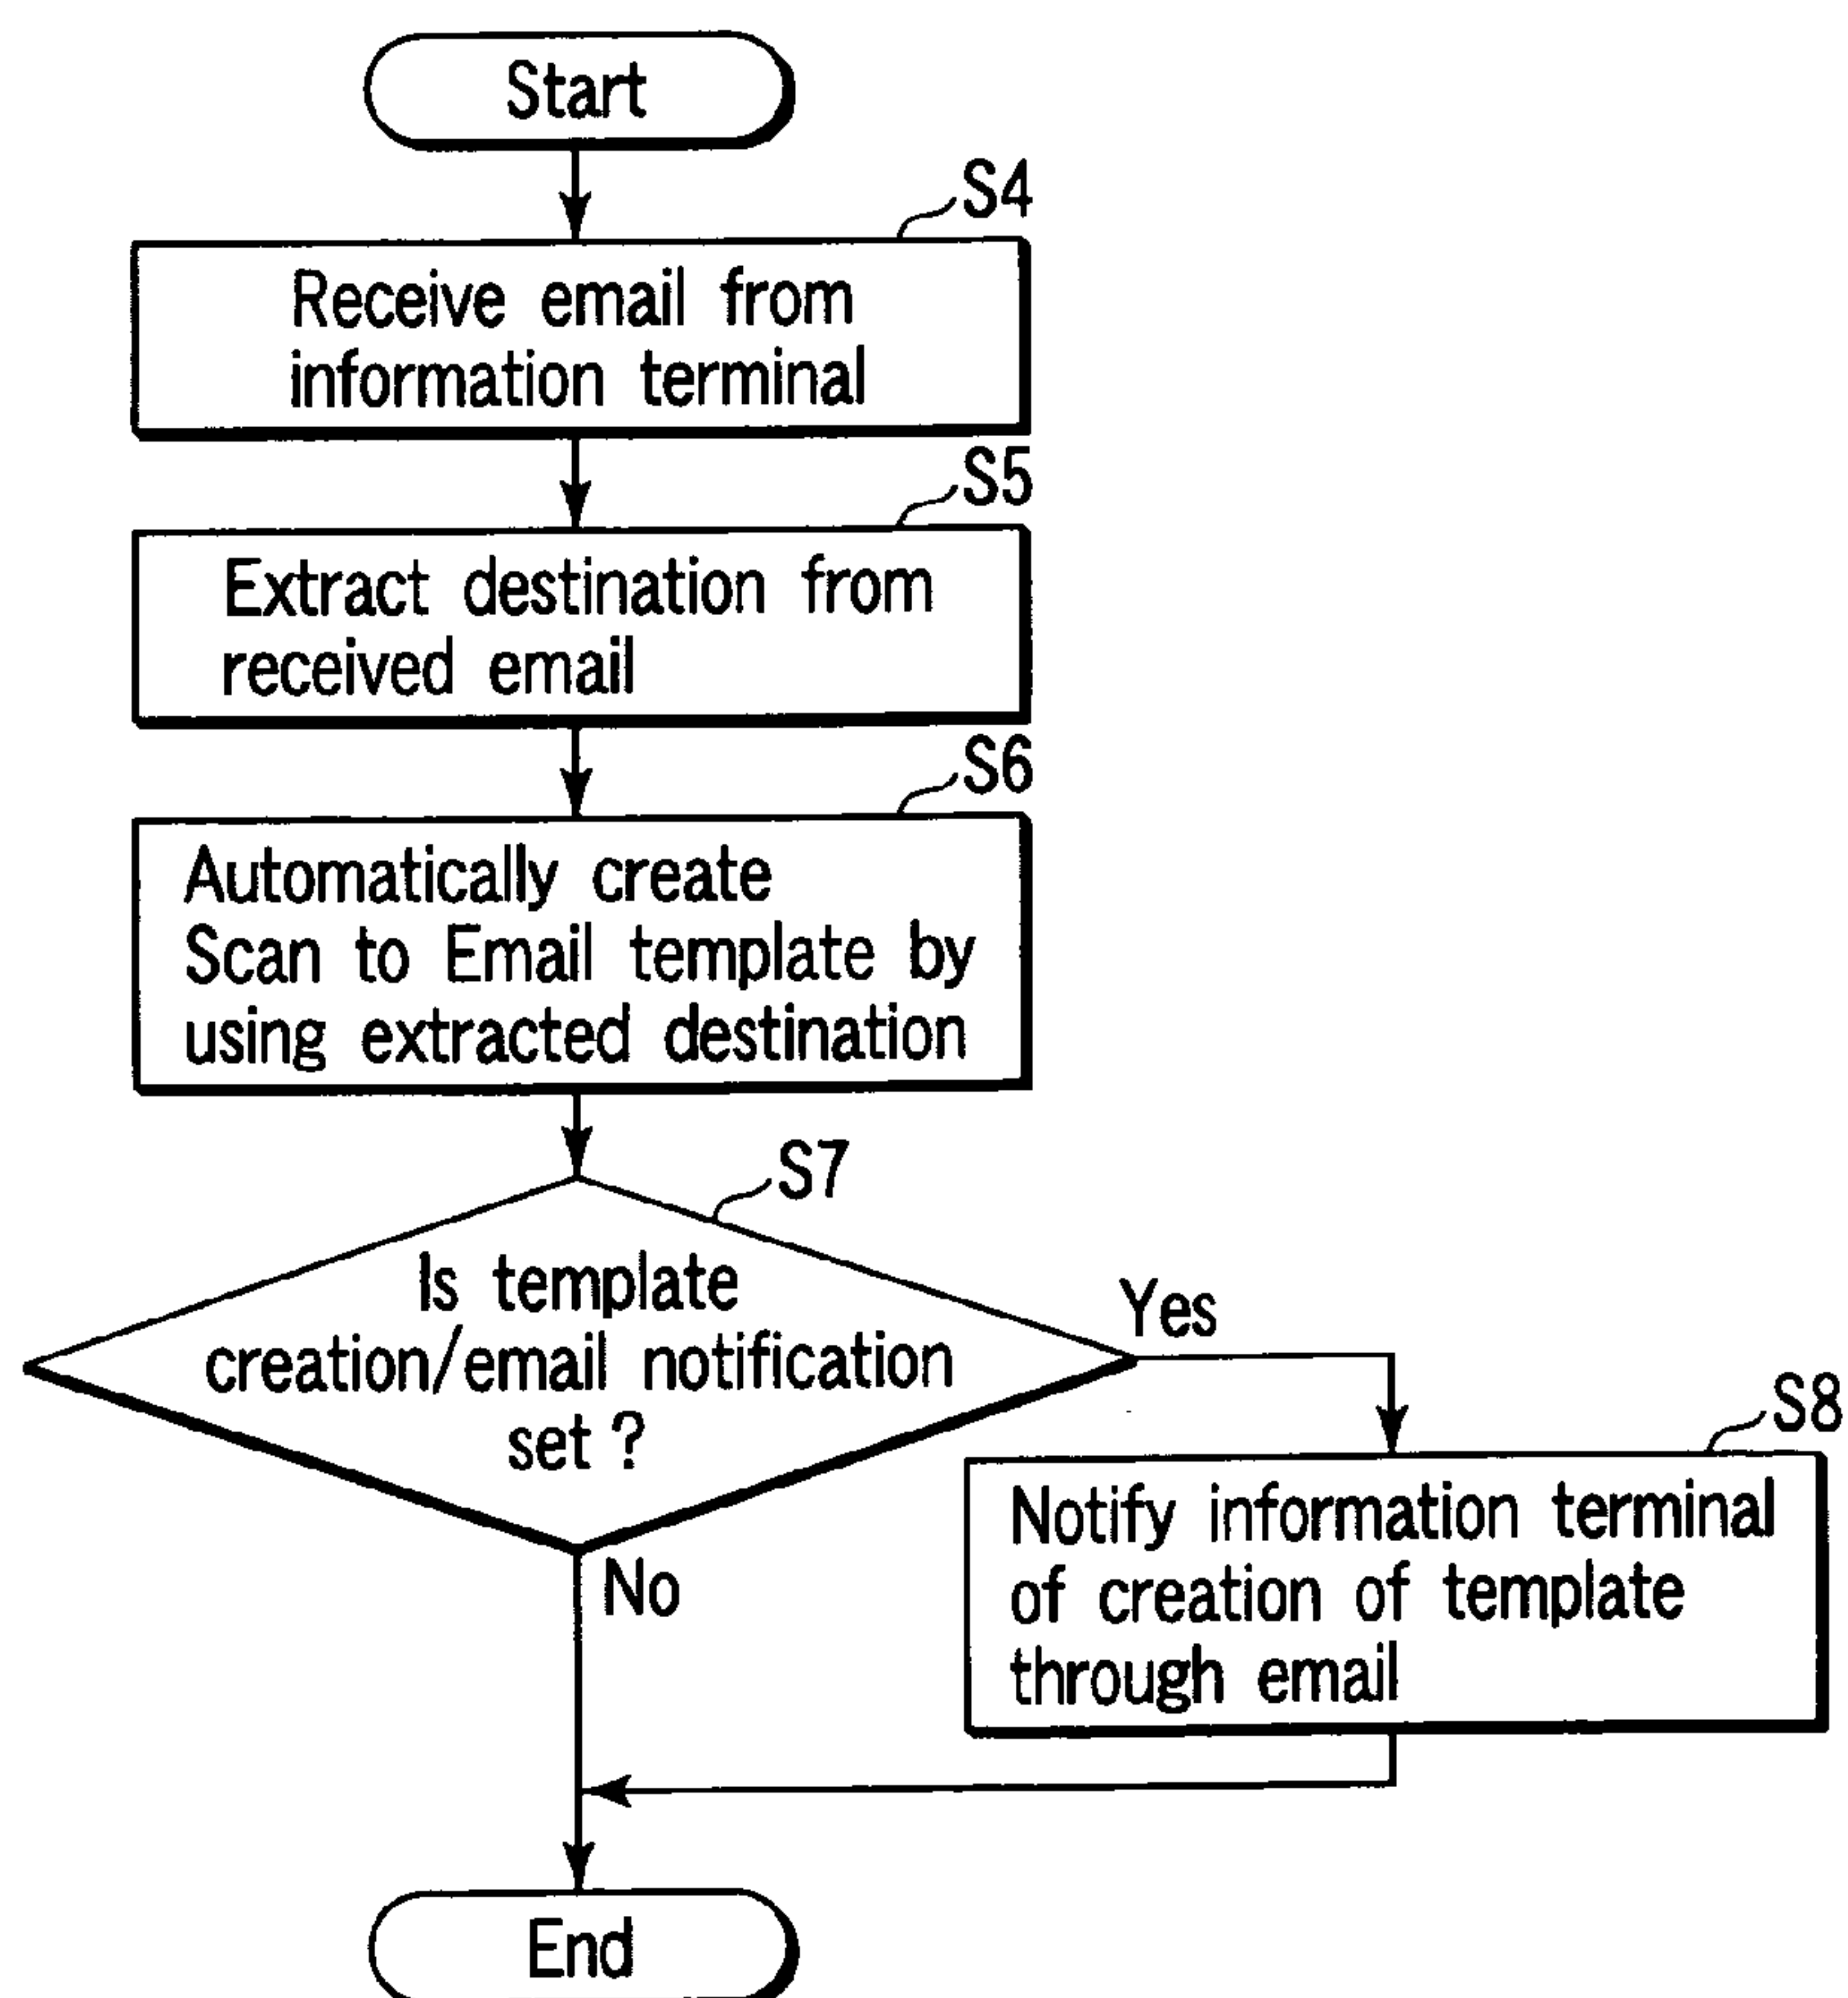 Start
S4
Receive email from
information terminal
S5
Extract destination from
received email
S6
Automatically create
Scan to Email template by
using extracted destination
S7
Is template
creation/email notification
set ?
Yes
S8
Notify information terminal
of creation of template
through email
No
End